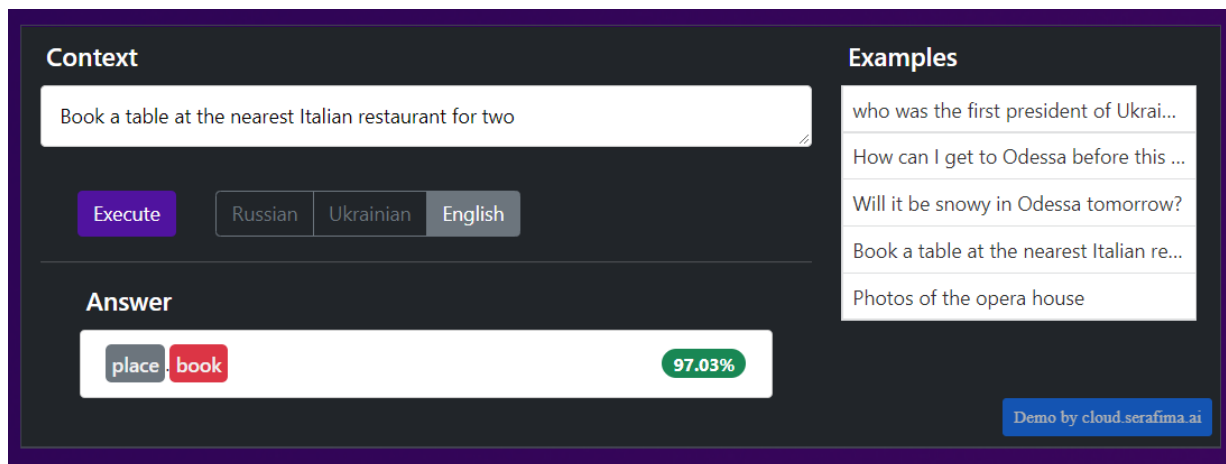 Context
Book a table at the nearest Italian restaurant for two
Execute
Russian
Ukrainian
English
Answer
place.book
97.03%
Examples
who was the first president of Ukrai...
How can I get to Odessa before this ...
Will it be snowy in Odessa tomorrow?
Book a table at the nearest Italian re...
Photos of the opera house
Demo by cloud.serafima.ai